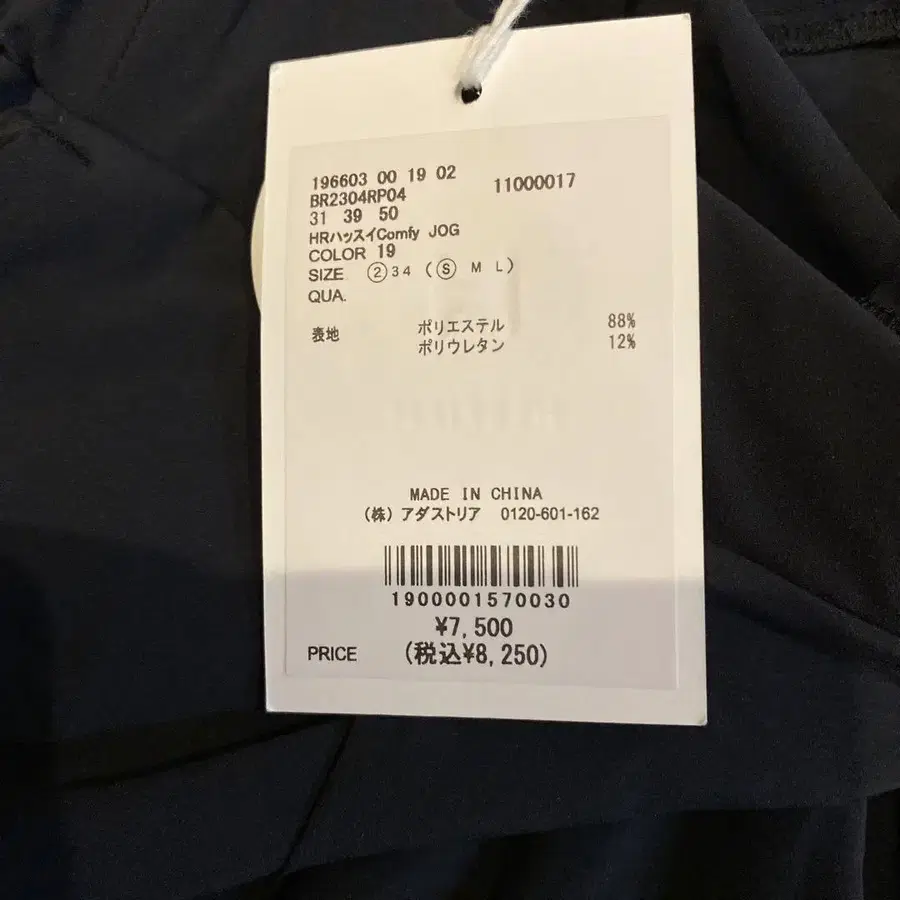 196603 00 19 02 11000017
BR2304RP04
31 39 50
HRハッスイComfy JOG
COLOR 19
SIZE ②34 (Ⓢ M L)
QUA.
表地 ポリエステル 88%
ポリウレタン 12%
MADE IN CHINA
(株) アダストリア 0120-601-162
1900001570030
¥7,500
PRICE (税込¥8,250)